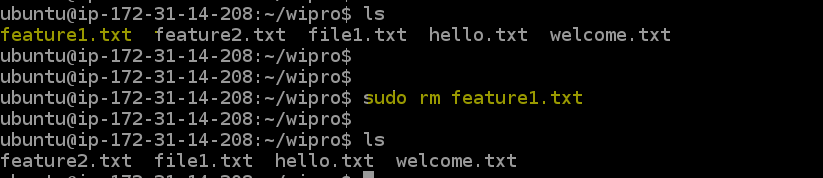 ubuntu@ip-172-31-14-208:~/wipro$ ls
feature1.txt  feature2.txt  file1.txt  hello.txt  welcome.txt
ubuntu@ip-172-31-14-208:~/wipro$
ubuntu@ip-172-31-14-208:~/wipro$
ubuntu@ip-172-31-14-208:~/wipro$ sudo rm feature1.txt
ubuntu@ip-172-31-14-208:~/wipro$
ubuntu@ip-172-31-14-208:~/wipro$ ls
feature2.txt  file1.txt  hello.txt  welcome.txt
ubuntu@ip-172-31-14-208:~/wipro$